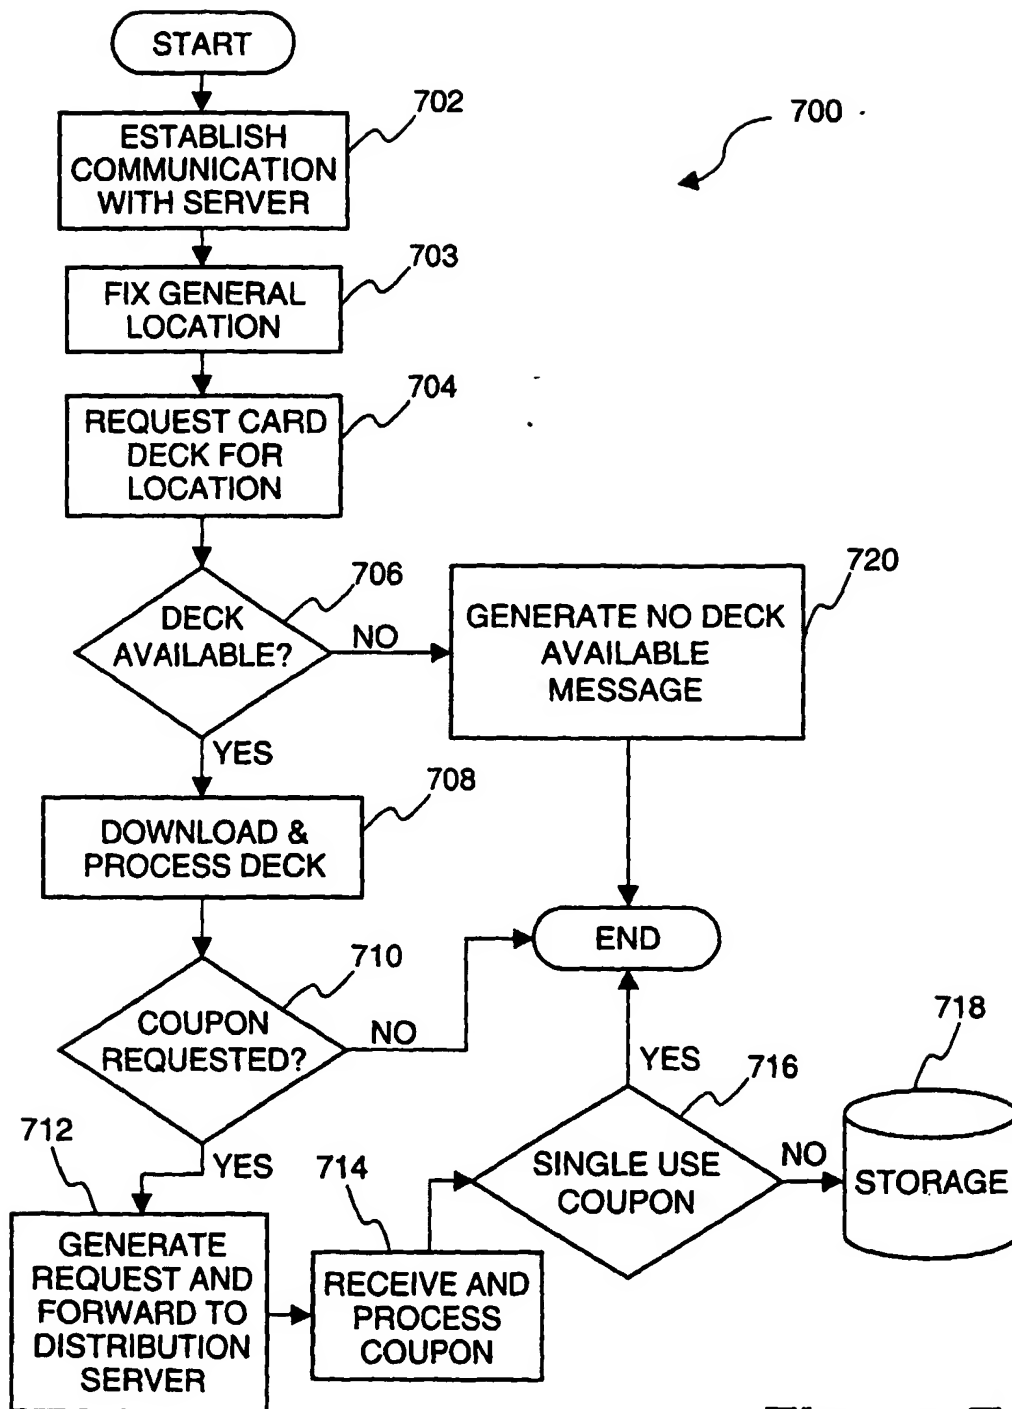 START
702
700
ESTABLISH
COMMUNICATION
WITH SERVER
703
FIX GENERAL
LOCATION
704
REQUEST CARD
DECK FOR
LOCATION
706
DECK
AVAILABLE?
NO
720
GENERATE NO DECK
AVAILABLE
MESSAGE
YES
708
DOWNLOAD &
PROCESS DECK
END
710
COUPON
REQUESTED?
NO
YES
716
718
712
YES
714
SINGLE USE
COUPON
NO
STORAGE
GENERATE
REQUEST AND
FORWARD TO
DISTRIBUTION
SERVER
RECEIVE AND
PROCESS
COUPON